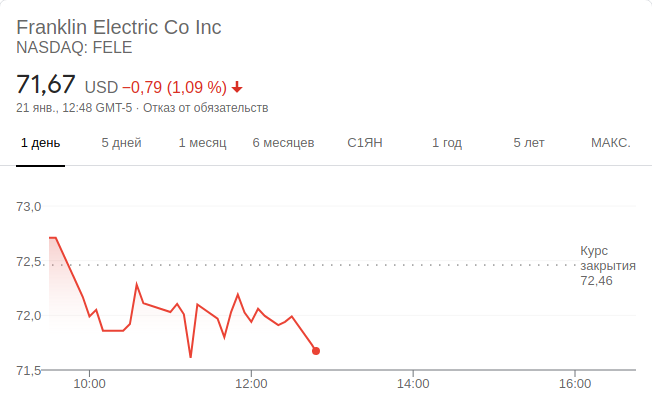 Franklin Electric Co Inc
NASDAQ: FELE
71,67 USD −0,79 (1,09 %)
21 янв., 12:48 GMT-5 · Отказ от обязательств
1 день 5 дней 1 месяц 6 месяцев С1ЯН 1 год 5 лет МАКС.
73,0
72,5
72,0
71,5
Курс
закрытия
72,46
10:00 12:00 14:00 16:00